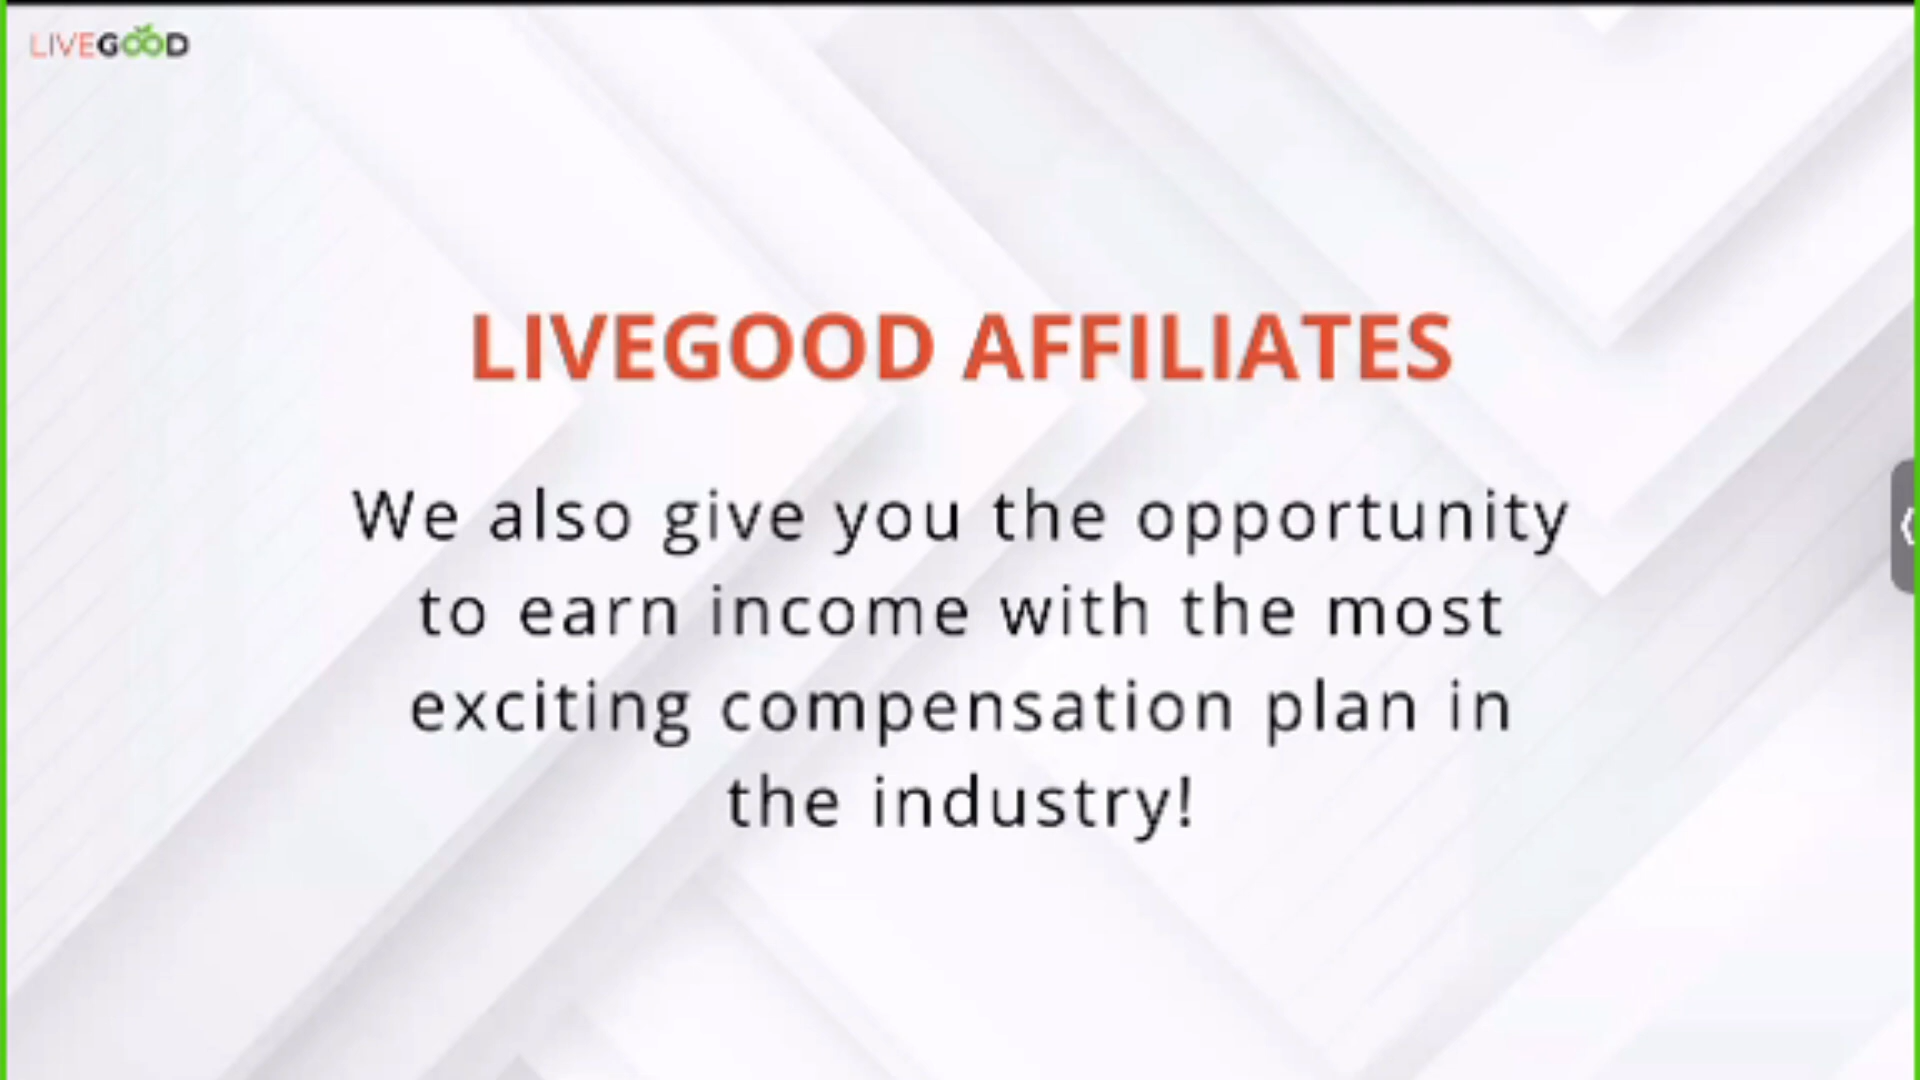 LIVEGOOD
LIVEGOOD AFFILIATES
We also give you the opportunity
to earn income with the most
exciting compensation plan in
the industry!